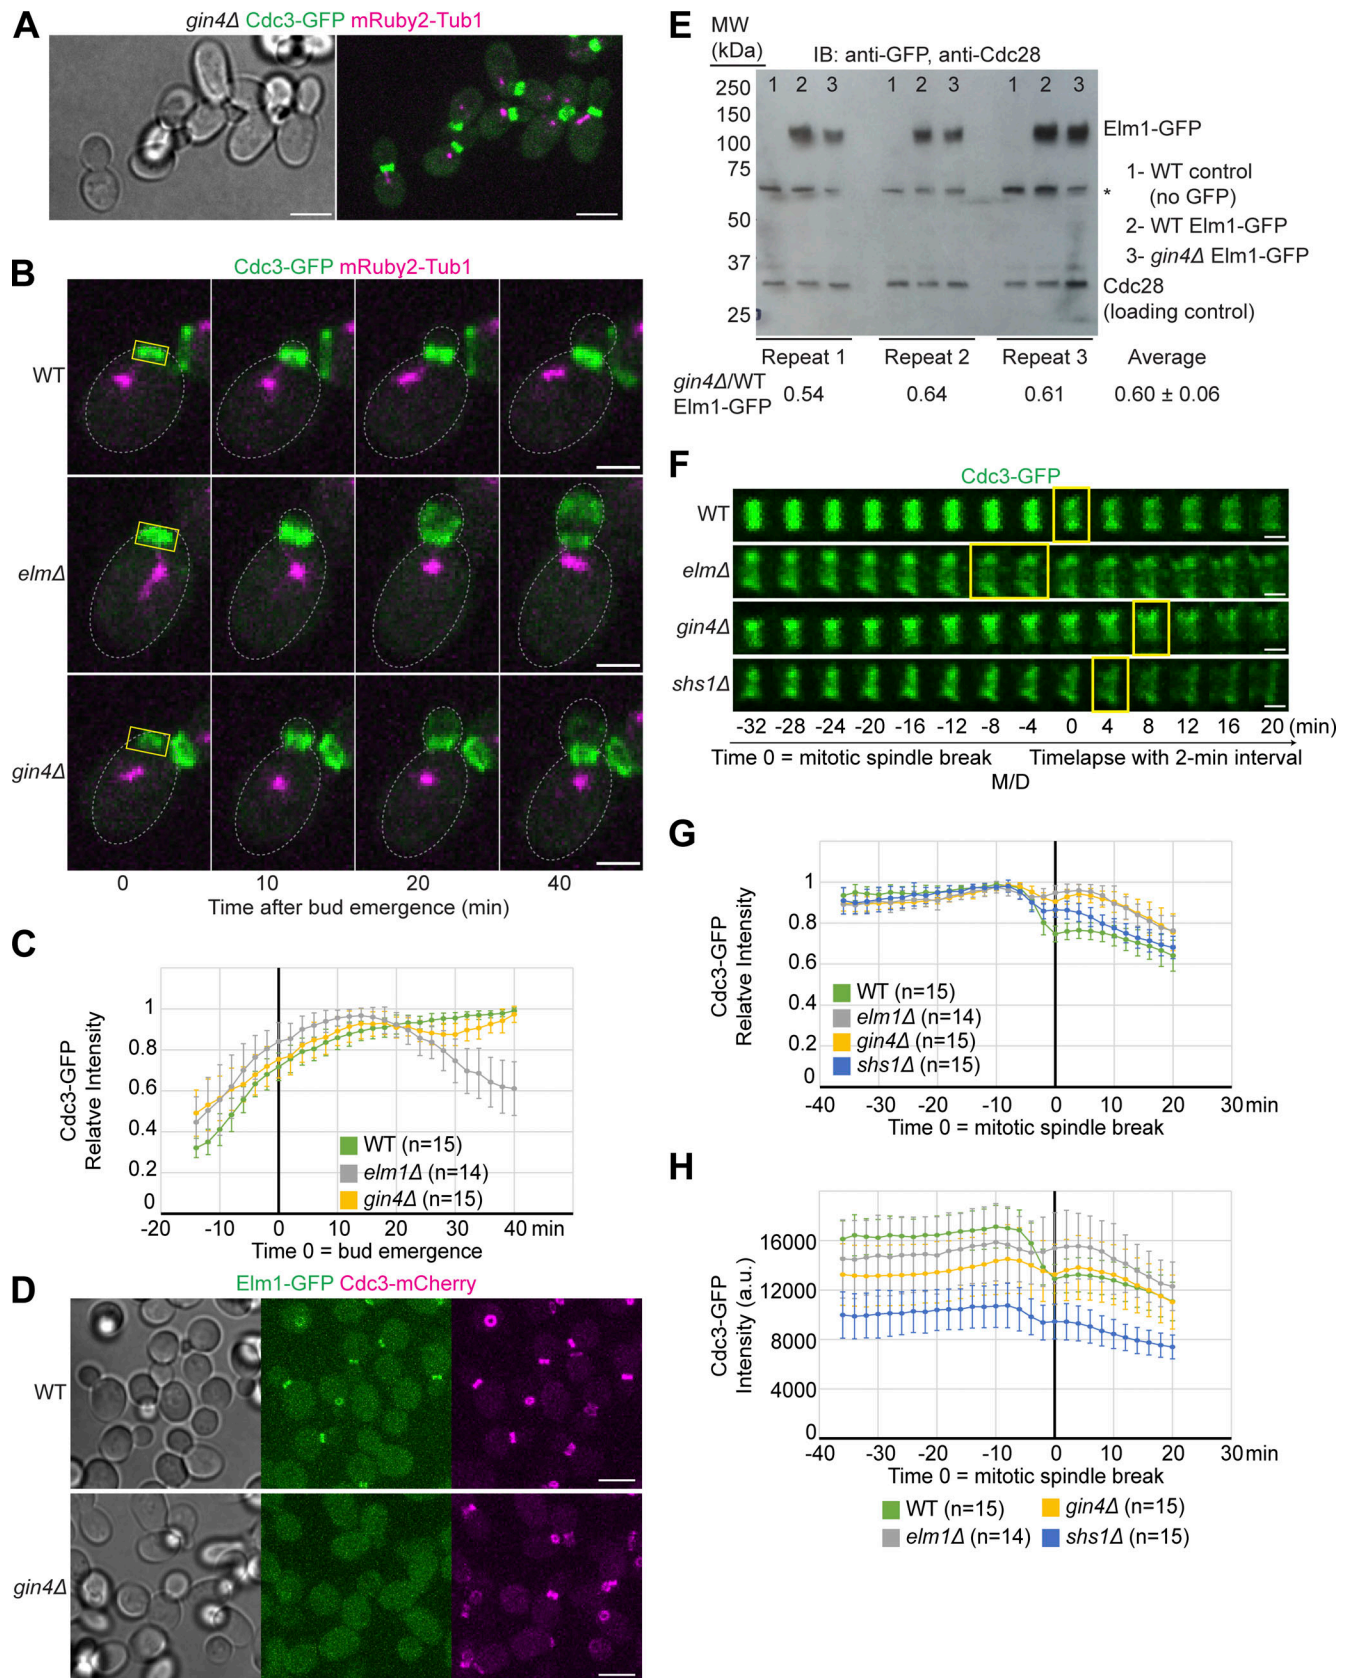 A
gin4Δ Cdc3-GFP mRuby2-Tub1
B
Cdc3-GFP mRuby2-Tub1
WT
elmΔ
gin4Δ
0 10 20 40
Time after bud emergence (min)
C
Cdc3-GFP
Relatve Intensity
1
0.8
0.6
0.4
0.2
0
WT (n=15)
elm1Δ (n=14)
gin4Δ (n=15)
-20 -10 0 10 20 30 40 min
Time 0 = bud emergence
D
Elm1-GFP Cdc3-mCherry
WT
gin4Δ
E
MW
(kDa)
IB: anti-GFP, anti-Cdc28
250
150
100
75
50
37
25
1 2 3 1 2 3 1 2 3
Elm1-GFP
1- WT control
(no GFP)
*
2- WT Elm1-GFP
3- gin4Δ Elm1-GFP
Cdc28
(loading control)
Repeat 1 Repeat 2 Repeat 3 Average
gin4Δ/WT
Elm1-GFP
0.54 0.64 0.61 0.60 ± 0.06
F
Cdc3-GFP
WT
elmΔ
gin4Δ
shs1Δ
-32 -28 -24 -20 -16 -12 -8 -4 0 4 8 12 16 20 (min)
Time 0 = mitotic spindle break Timelapse with 2-min interval
M/D
G
Cdc3-GFP
Relatve Intensity
1
0.8
0.6
0.4
0.2
0
WT (n=15)
elm1Δ (n=14)
gin4Δ (n=15)
shs1Δ (n=15)
-40 -30 -20 -10 0 10 20 30 min
Time 0 = mitotic spindle break
H
Cdc3-GFP
Intensity (a.u.)
16000
12000
8000
4000
0
-40 -30 -20 -10 0 10 20 30 min
Time 0 = mitotic spindle break
WT (n=15) gin4Δ (n=15)
elm1Δ (n=14) shs1Δ (n=15)